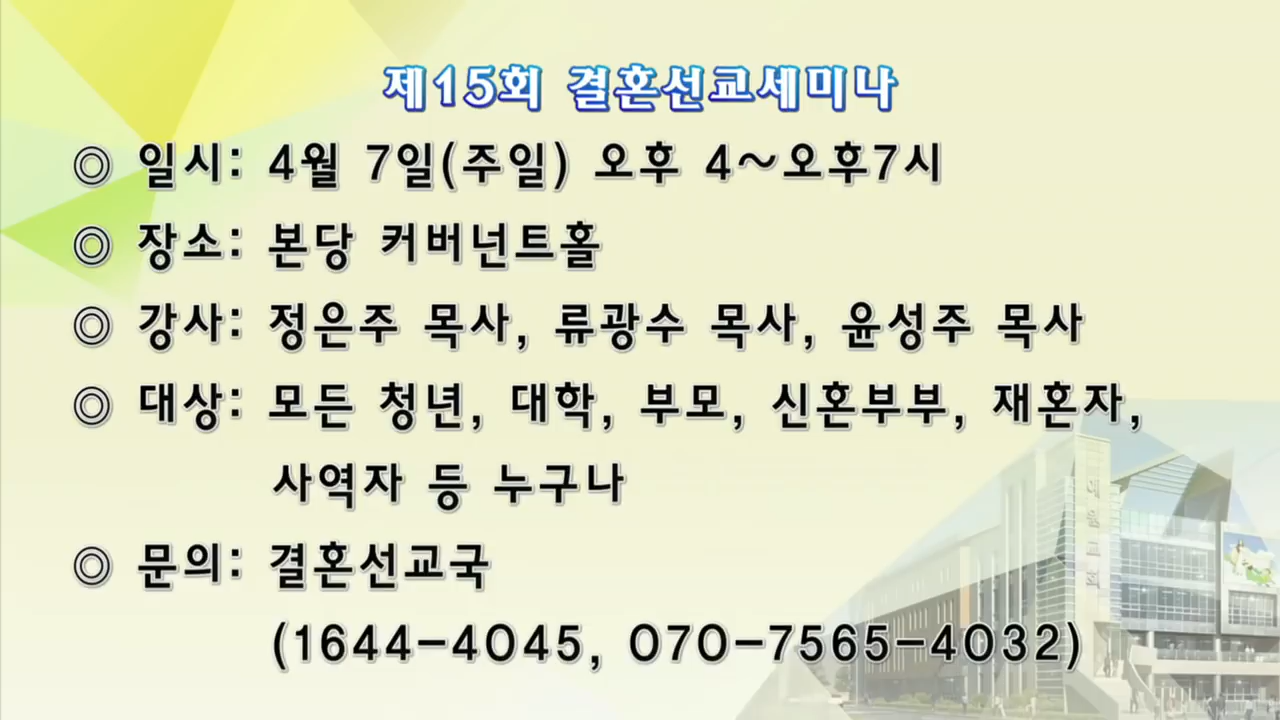 제15회 결혼선교세미나
◎ 일시: 4월 7일(주일) 오후 4~오후7시
◎ 장소: 본당 커버넌트홀
◎ 강사: 정은주 목사, 류광수 목사, 윤성주 목사
◎ 대상: 모든 청년, 대학, 부모, 신혼부부, 재혼자,
사역자 등 누구나
◎ 문의: 결혼선교국
(1644-4045, 070-7565-4032)